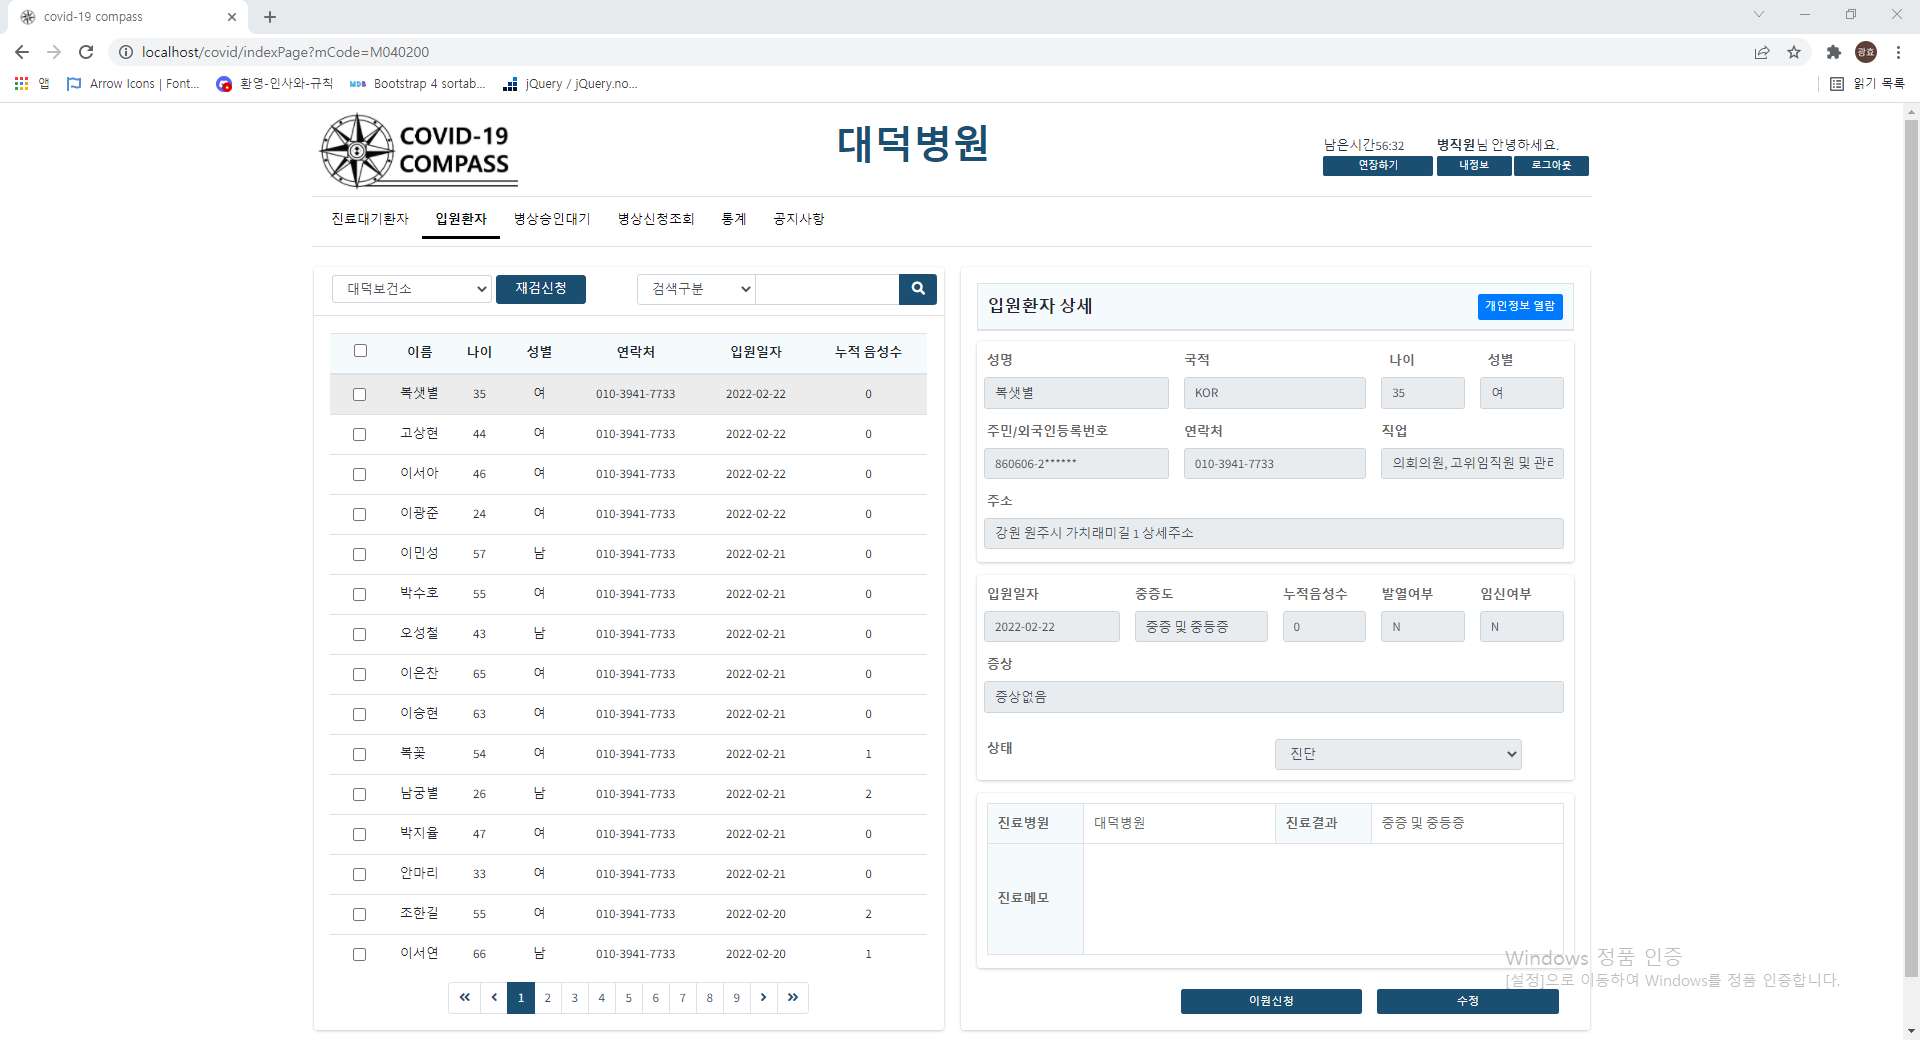 covid-19 compass
localhost/covid/indexPage?mCode=M040200
광효
앱 Arrow Icons | Font... 환영-인사와-규칙 MDB Bootstrap 4 sortab... jQuery / jQuery.no... 읽기 목록
COVID-19
COMPASS
대덕병원
남은시간56:32 병직원님 안녕하세요.
연장하기 내정보 로그아웃
진료대기환자 입원환자 병상승인대기 병상신청조회 통계 공지사항
대덕보건소 재검신청 검색구분
이름 나이 성별 연락처 입원일자 누적 음성수
복샛별 35 여 010-3941-7733 2022-02-22 0
고상현 44 여 010-3941-7733 2022-02-22 0
이서아 46 여 010-3941-7733 2022-02-22 0
이광준 24 여 010-3941-7733 2022-02-22 0
이민성 57 남 010-3941-7733 2022-02-21 0
박수호 55 여 010-3941-7733 2022-02-21 0
오성철 43 남 010-3941-7733 2022-02-21 0
이은찬 65 여 010-3941-7733 2022-02-21 0
이승현 63 여 010-3941-7733 2022-02-21 0
복꽃 54 여 010-3941-7733 2022-02-21 1
남궁별 26 남 010-3941-7733 2022-02-21 2
박지율 47 여 010-3941-7733 2022-02-21 0
안마리 33 여 010-3941-7733 2022-02-21 0
조한길 55 여 010-3941-7733 2022-02-20 2
이서연 66 남 010-3941-7733 2022-02-20 1
« ‹ 1 2 3 4 5 6 7 8 9 › »
입원환자 상세 개인정보 열람
성명 국적 나이 성별
복샛별 KOR 35 여
주민/외국인등록번호 연락처 직업
860606-2****** 010-3941-7733 의회의원, 고위임직원 및 관리
주소
강원 원주시 가치래미길 1 상세주소
입원일자 중증도 누적음성수 발열여부 임신여부
2022-02-22 중증 및 중등증 0 N N
증상
증상없음
상태 진단
진료병원 대덕병원 진료결과 중증 및 중등증
진료메모
이원신청 수정
Windows 정품 인증
[설정]으로 이동하여 Windows를 정품 인증합니다.